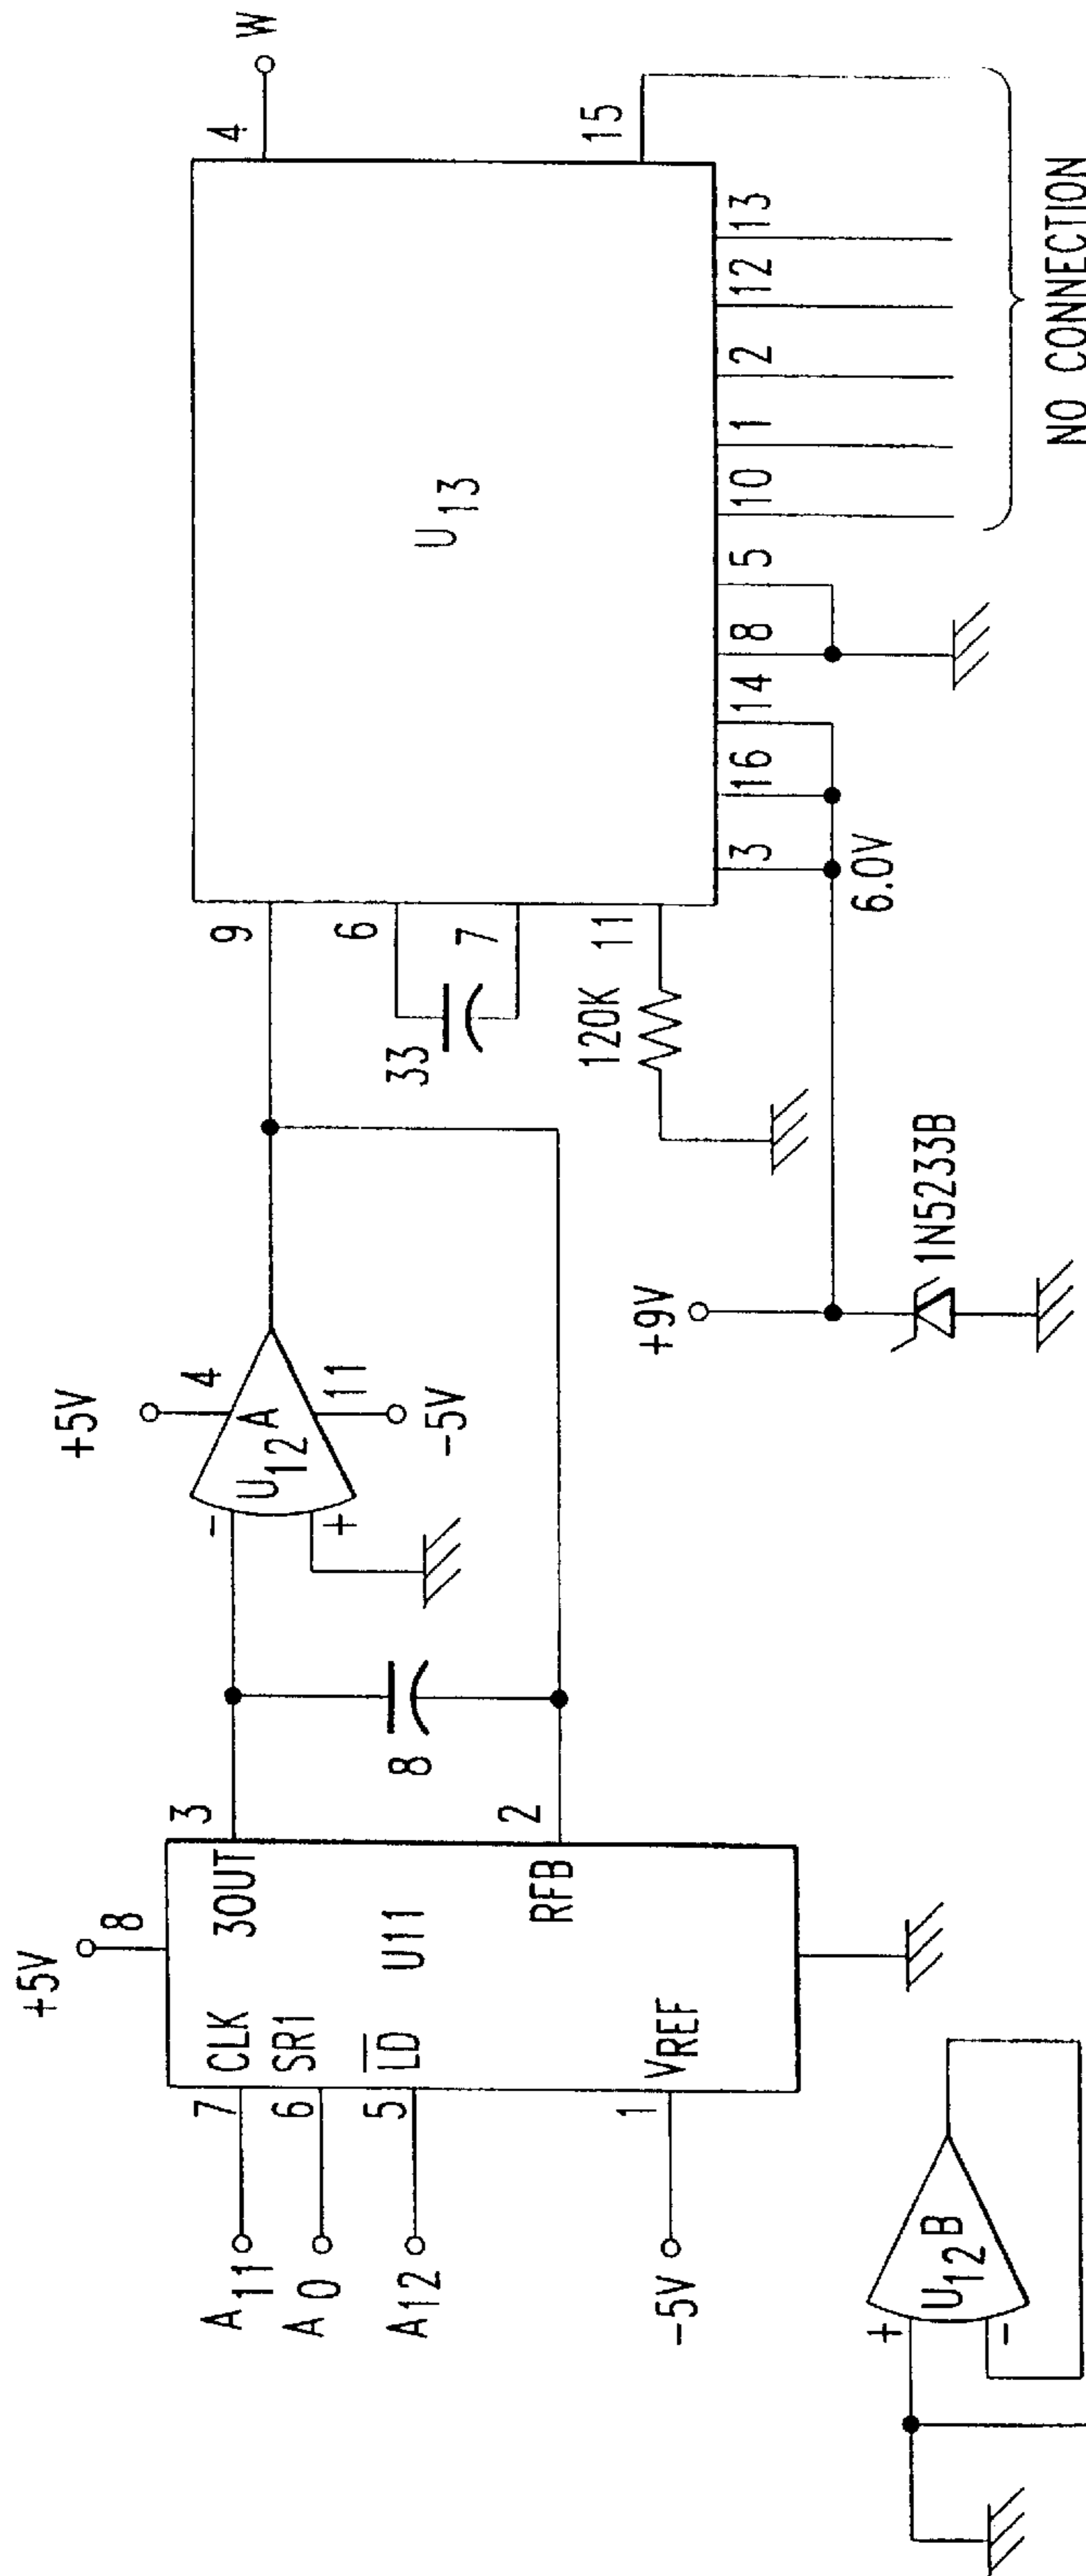 +5V
8
A11
7
CLK
A0
6
SR1
A12
5
LD
-5V
1
VREF
U11
3OUT
3
RFB
2
8
+5V
4
-
+
U12A
11
-5V
+
-
U12B
9
6
7
33
11
120K
+9V
1N5233B
6.0V
U13
4
W
3
16
14
8
5
10
1
2
12
13
15
NO CONNECTION